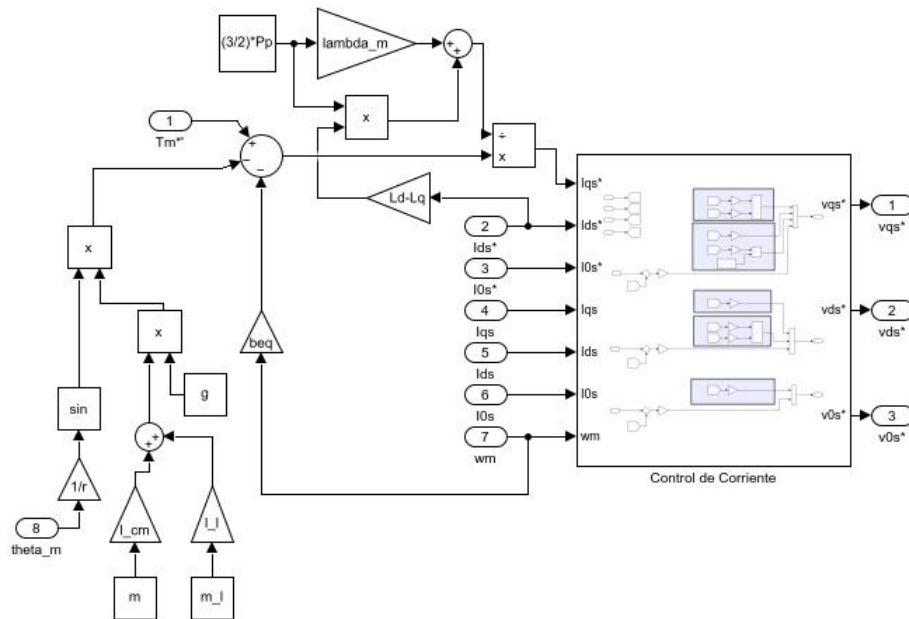 (3/2)*Pp
lambda_m
+
+
x
1
Tm*'
+
−
−
÷
x
Ld-Lq
Iqs*
vqs*
1
vqs*
2
Ids*
Ids*
x
3
I0s*
I0s*
x
4
Iqs
Iqs
vds*
2
vds*
beq
5
Ids
Ids
g
sin
6
I0s
I0s
v0s*
3
v0s*
+
+
7
wm
wm
1/r
Control de Corriente
l_cm
l_l
8
theta_m
m
m_l